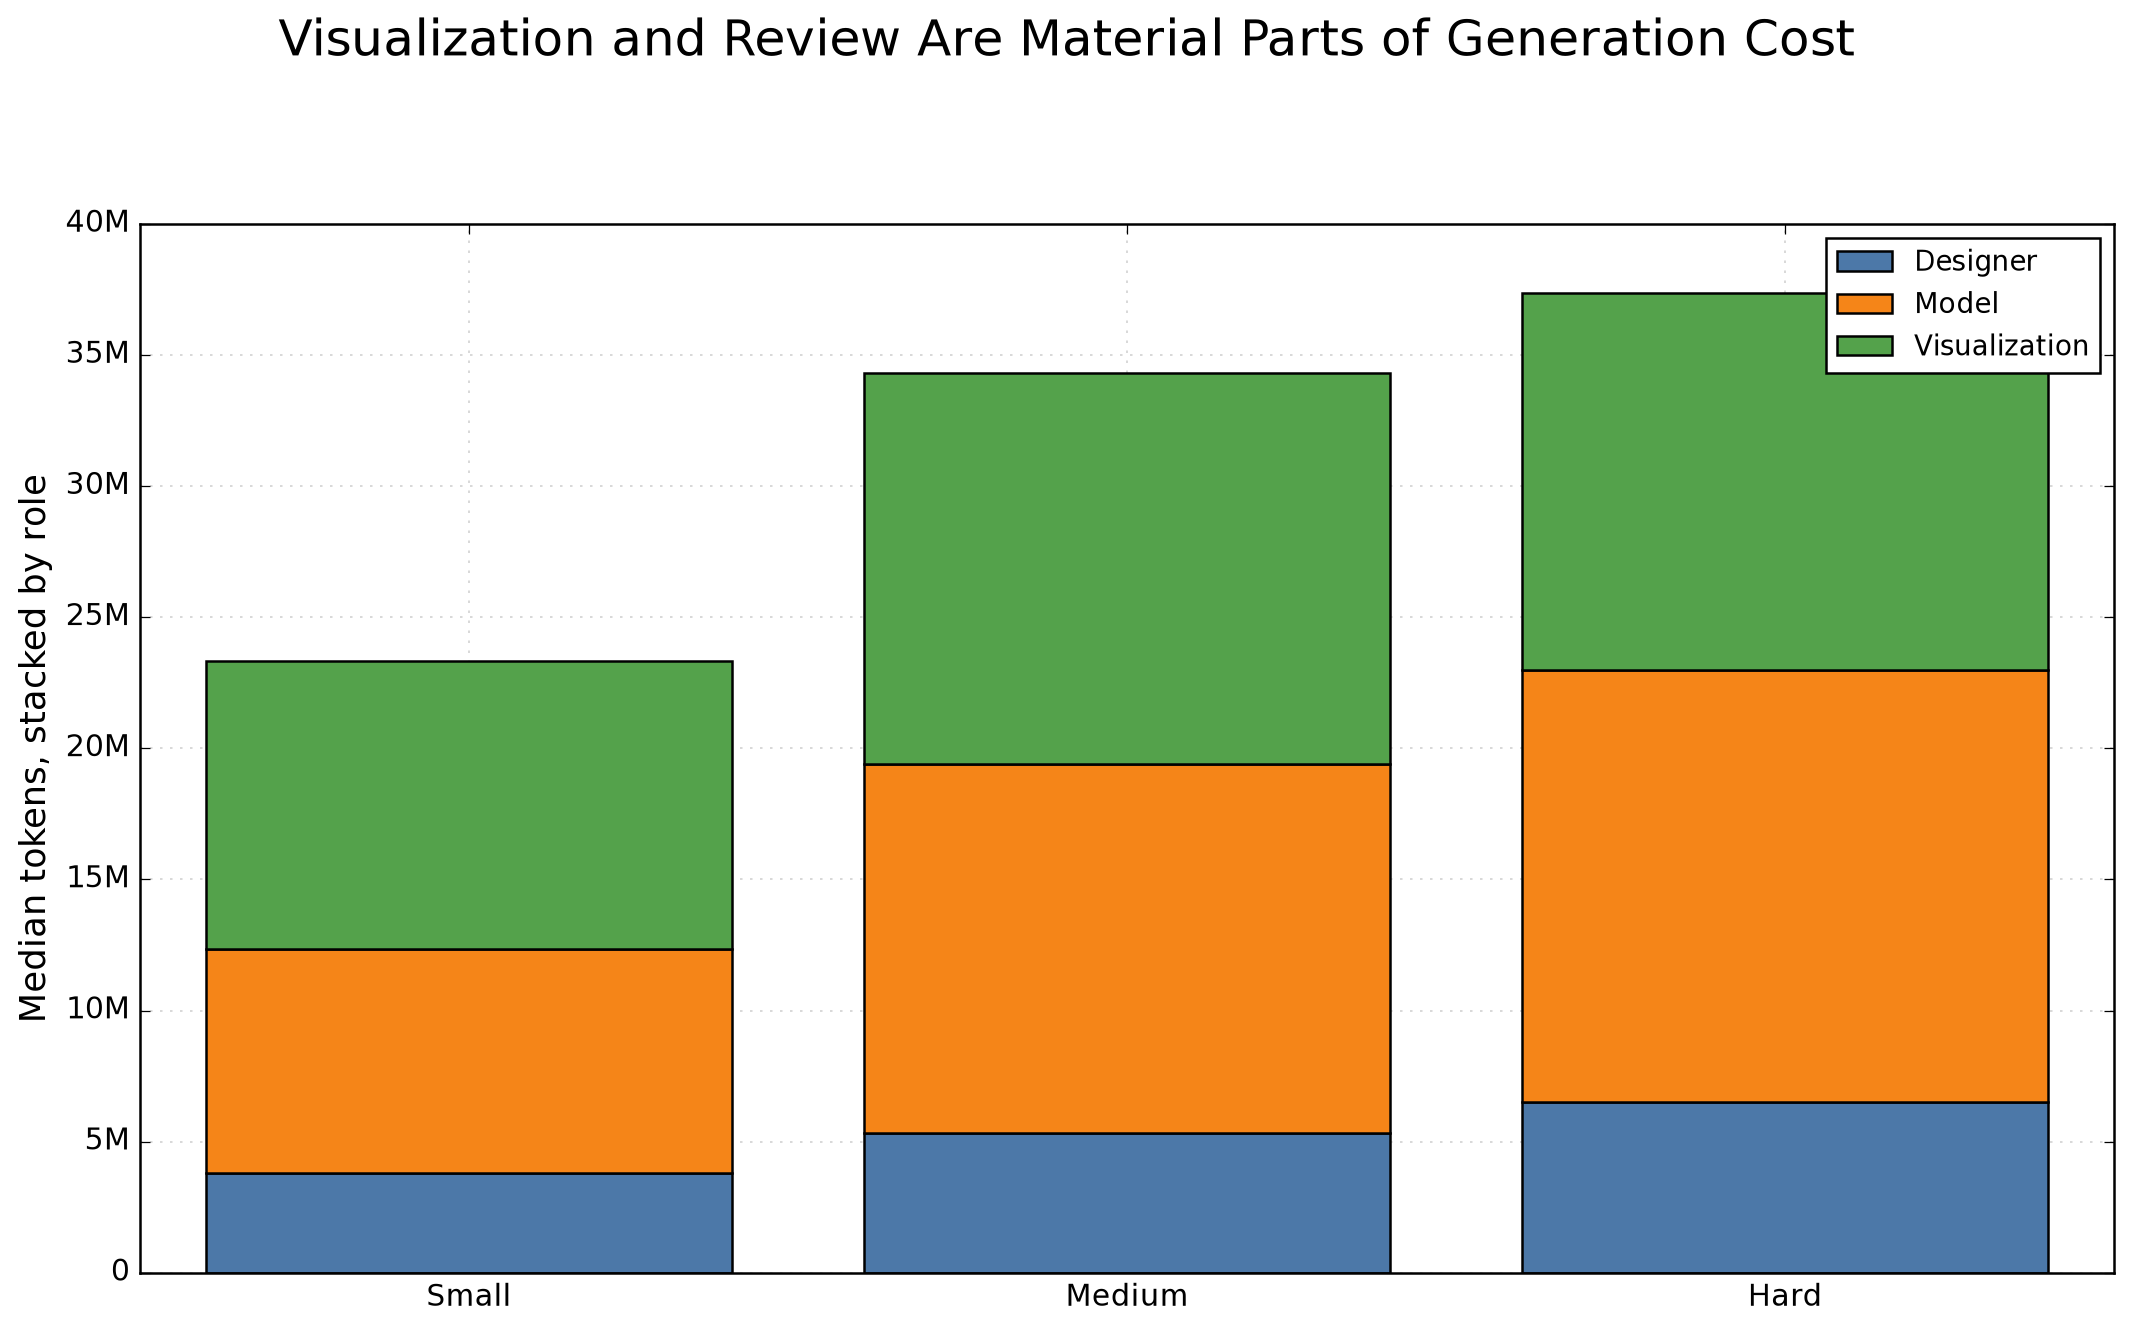 Visualization and Review Are Material Parts of Generation Cost
Median tokens, stacked by role
40M
35M
30M
25M
20M
15M
10M
5M
0
Designer
Model
Visualization
Small
Medium
Hard